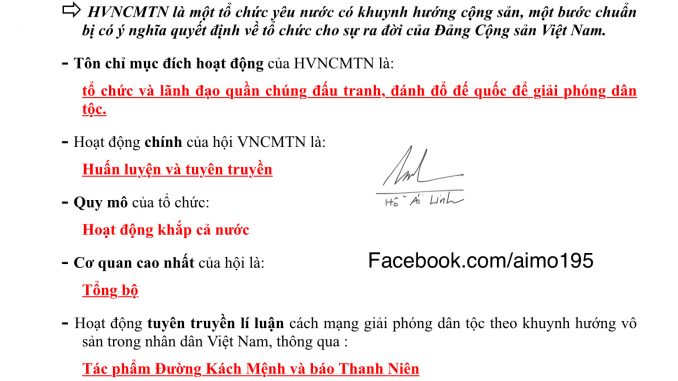 ⇨ HVNCMTN là một tổ chức yêu nước có khuynh hướng cộng sản, một bước chuẩn
bị có ý nghĩa quyết định về tổ chức cho sự ra đời của Đảng Cộng sản Việt Nam.
- Tôn chỉ mục đích hoạt động của HVNCMTN là:
tổ chức và lãnh đạo quần chúng đấu tranh, đánh đổ đế quốc để giải phóng dân
tộc.
- Hoạt động chính của hội VNCMTN là:
Huấn luyện và tuyên truyền
Hồ Ái Linh
- Quy mô của tổ chức:
Hoạt động khắp cả nước
- Cơ quan cao nhất của hội là:
Facebook.com/aimo195
Tổng bộ
- Hoạt động tuyên truyền lí luận cách mạng giải phóng dân tộc theo khuynh hướng vô
sản trong nhân dân Việt Nam, thông qua :
Tác phẩm Đường Kách Mệnh và báo Thanh Niên